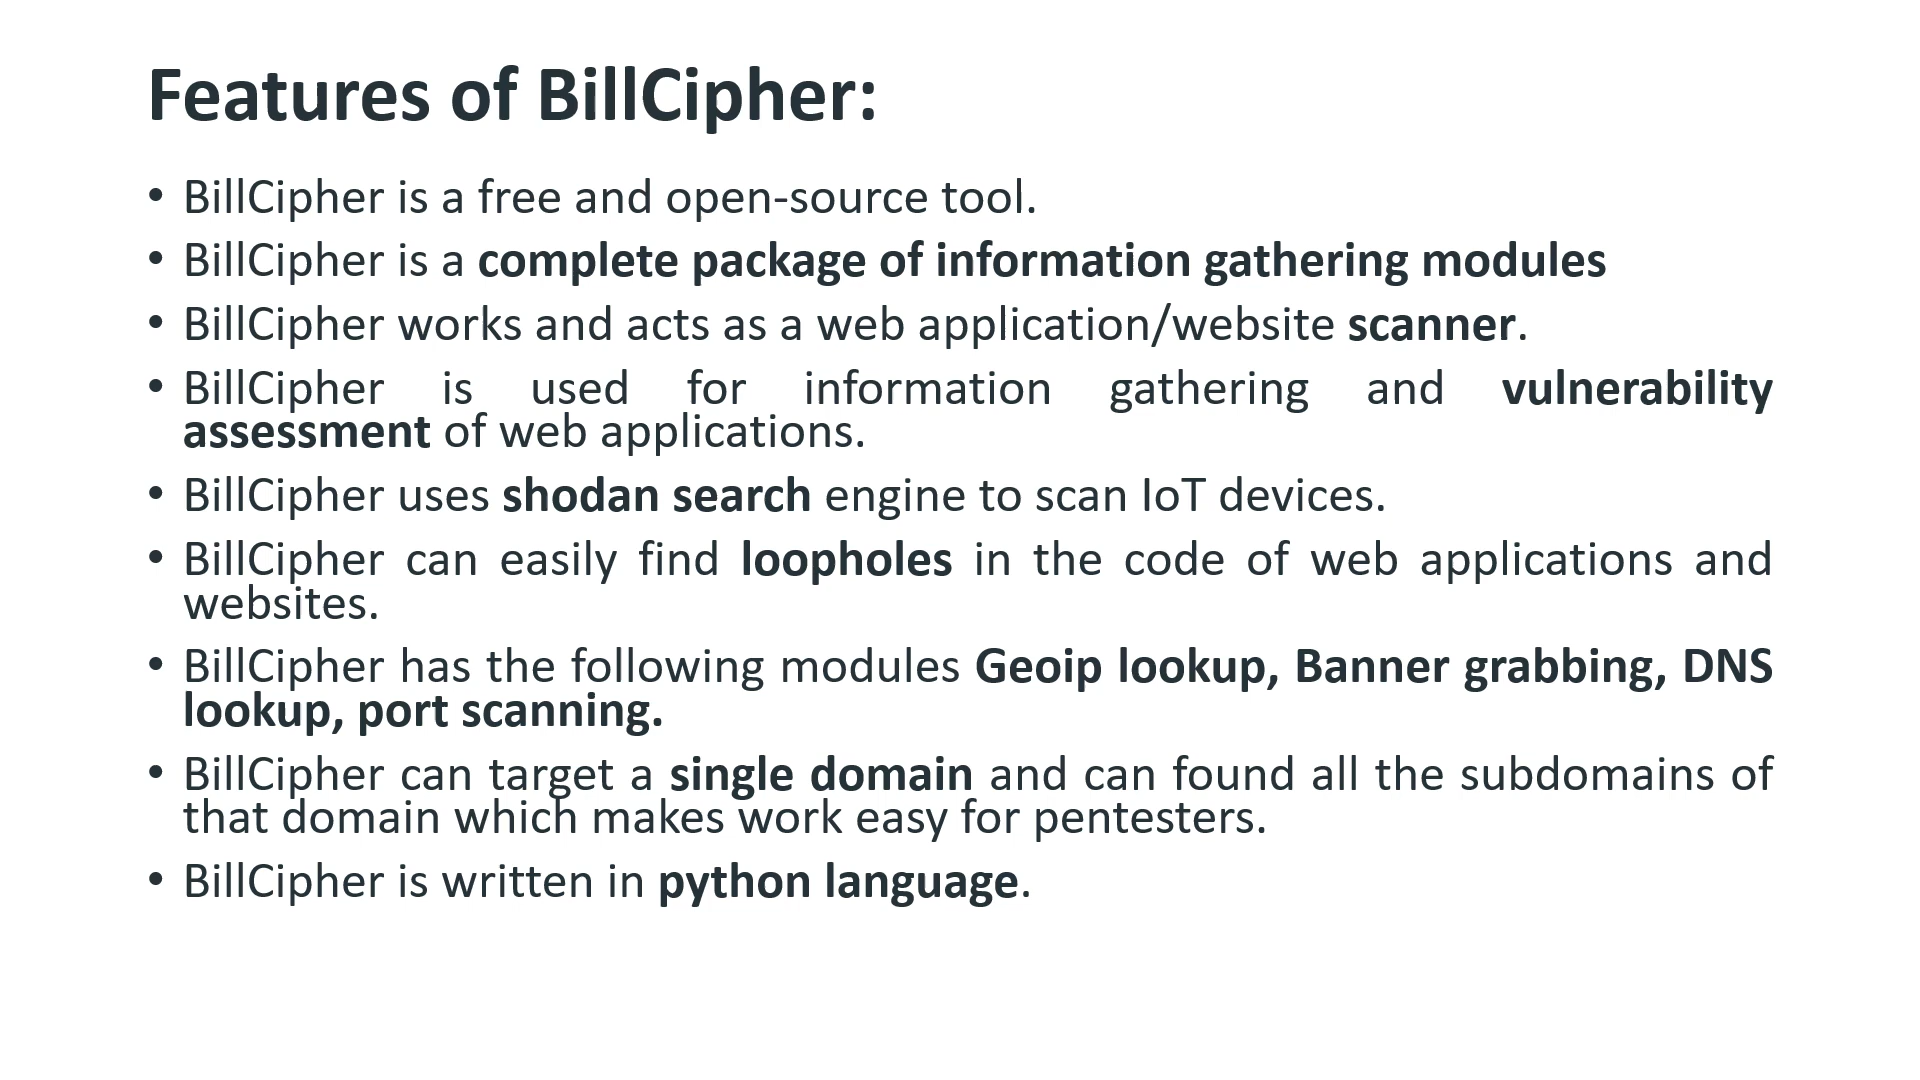 Features of BillCipher:
• BillCipher is a free and open-source tool.
• BillCipher is a complete package of information gathering modules
• BillCipher works and acts as a web application/website scanner.
• BillCipher is used for information gathering and vulnerability
assessment of web applications.
• BillCipher uses shodan search engine to scan IoT devices.
• BillCipher can easily find loopholes in the code of web applications and
websites.
• BillCipher has the following modules Geoip lookup, Banner grabbing, DNS
lookup, port scanning.
• BillCipher can target a single domain and can found all the subdomains of
that domain which makes work easy for pentesters.
• BillCipher is written in python language.